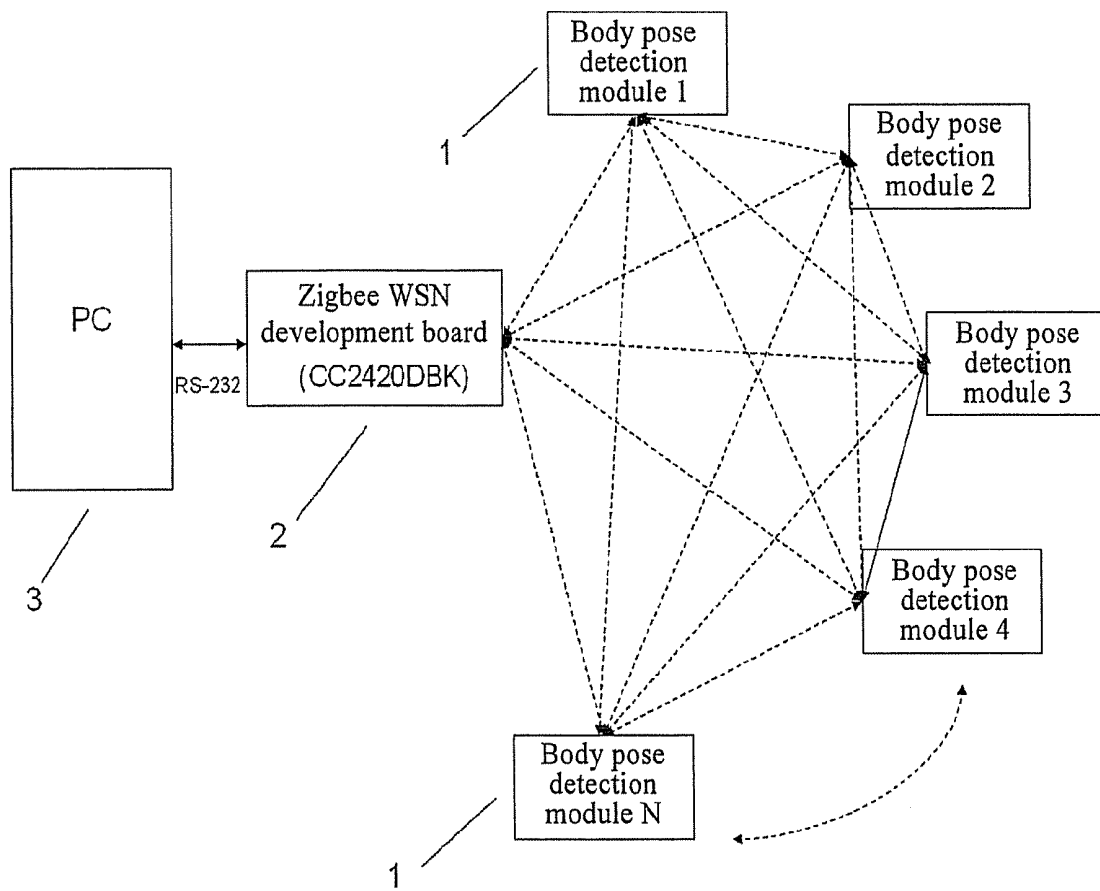 Body pose
detection
module 1
1
Body pose
detection
module 2
PC
RS-232
Zigbee WSN
development board
(CC2420DBK)
Body pose
detection
module 3
2
3
Body pose
detection
module 4
Body pose
detection
module N
1